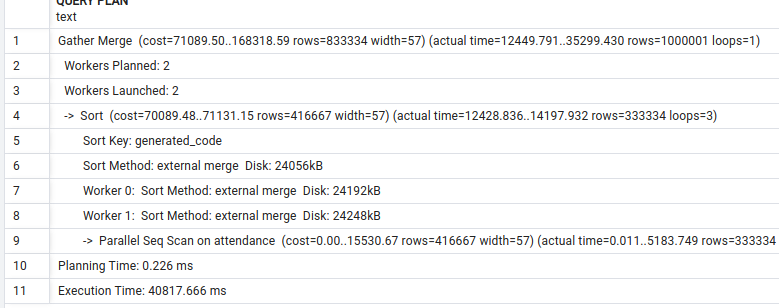 QUERY PLAN
text
1 Gather Merge (cost=71089.50..168318.59 rows=833334 width=57) (actual time=12449.791..35299.430 rows=1000001 loops=1)
2 Workers Planned: 2
3 Workers Launched: 2
4 -> Sort (cost=70089.48..71131.15 rows=416667 width=57) (actual time=12428.836..14197.932 rows=333334 loops=3)
5 Sort Key: generated_code
6 Sort Method: external merge Disk: 24056kB
7 Worker 0: Sort Method: external merge Disk: 24192kB
8 Worker 1: Sort Method: external merge Disk: 24248kB
9 -> Parallel Seq Scan on attendance (cost=0.00..15530.67 rows=416667 width=57) (actual time=0.011..5183.749 rows=333334
10 Planning Time: 0.226 ms
11 Execution Time: 40817.666 ms